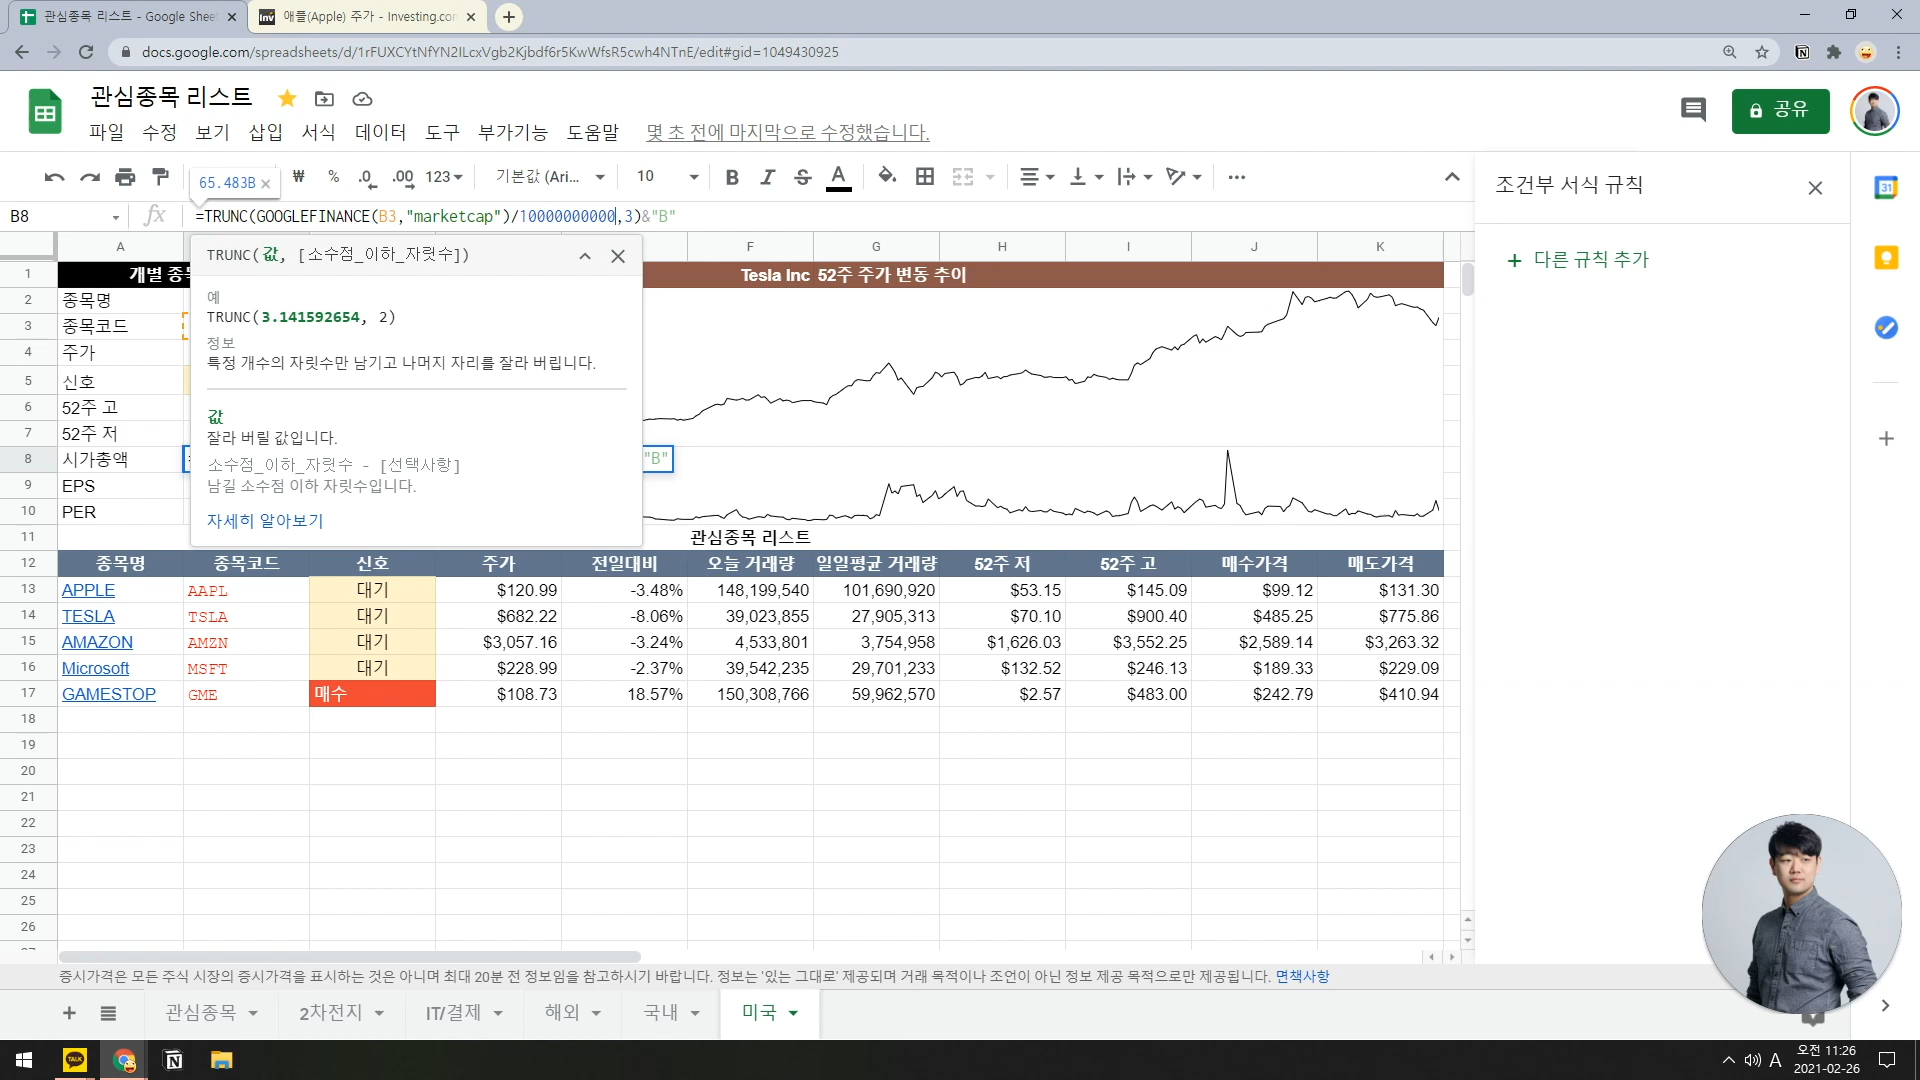 관심종목 리스트 - Google Sheet
애플(Apple) 주가 - Investing.con
docs.google.com/spreadsheets/d/1rFUXCYtNfYN2ILcxVgb2Kjbdf6r5KwWfsR5cwh4NTnE/edit#gid=1049430925
관심종목 리스트
공유
파일 수정 보기 삽입 서식 데이터 도구 부가기능 도움말 몇 초 전에 마지막으로 수정했습니다.
65.483B × ₩ % .0 .00 123 기본값 (Ari... 10 B I S A
조건부 서식 규칙
B8 fx =TRUNC(GOOGLEFINANCE(B3,"marketcap")/10000000000,3)&"B"
A F G H I J K
TRUNC(값, [소수점_이하_자릿수])
다른 규칙 추가
1 개별 종목 Tesla Inc 52주 주가 변동 추이
2 종목명
3 종목코드
4 주가
5 신호
6 52주 고
7 52주 저
8 시가총액
9 EPS
10 PER
예
TRUNC(3.141592654, 2)
정보
특정 개수의 자릿수만 남기고 나머지 자리를 잘라 버립니다.
값
잘라 버릴 값입니다.
소수점_이하_자릿수 - [선택사항]
남길 소수점 이하 자릿수입니다.
자세히 알아보기
"B"
11 관심종목 리스트
12 종목명 종목코드 신호 주가 전일대비 오늘 거래량 일일평균 거래량 52주 저 52주 고 매수가격 매도가격
13 APPLE AAPL 대기 $120.99 -3.48% 148,199,540 101,690,920 $53.15 $145.09 $99.12 $131.30
14 TESLA TSLA 대기 $682.22 -8.06% 39,023,855 27,905,313 $70.10 $900.40 $485.25 $775.86
15 AMAZON AMZN 대기 $3,057.16 -3.24% 4,533,801 3,754,958 $1,626.03 $3,552.25 $2,589.14 $3,263.32
16 Microsoft MSFT 대기 $228.99 -2.37% 39,542,235 29,701,233 $132.52 $246.13 $189.33 $229.09
17 GAMESTOP GME 매수 $108.73 18.57% 150,308,766 59,962,570 $2.57 $483.00 $242.79 $410.94
18
19
20
21
22
23
24
25
26
증시가격은 모든 주식 시장의 증시가격을 표시하는 것은 아니며 최대 20분 전 정보임을 참고하시기 바랍니다. 정보는 '있는 그대로' 제공되며 거래 목적이나 조언이 아닌 정보 제공 목적으로만 제공됩니다. 면책사항
관심종목 2차전지 IT/결제 해외 국내 미국
A 오전 11:26
2021-02-26